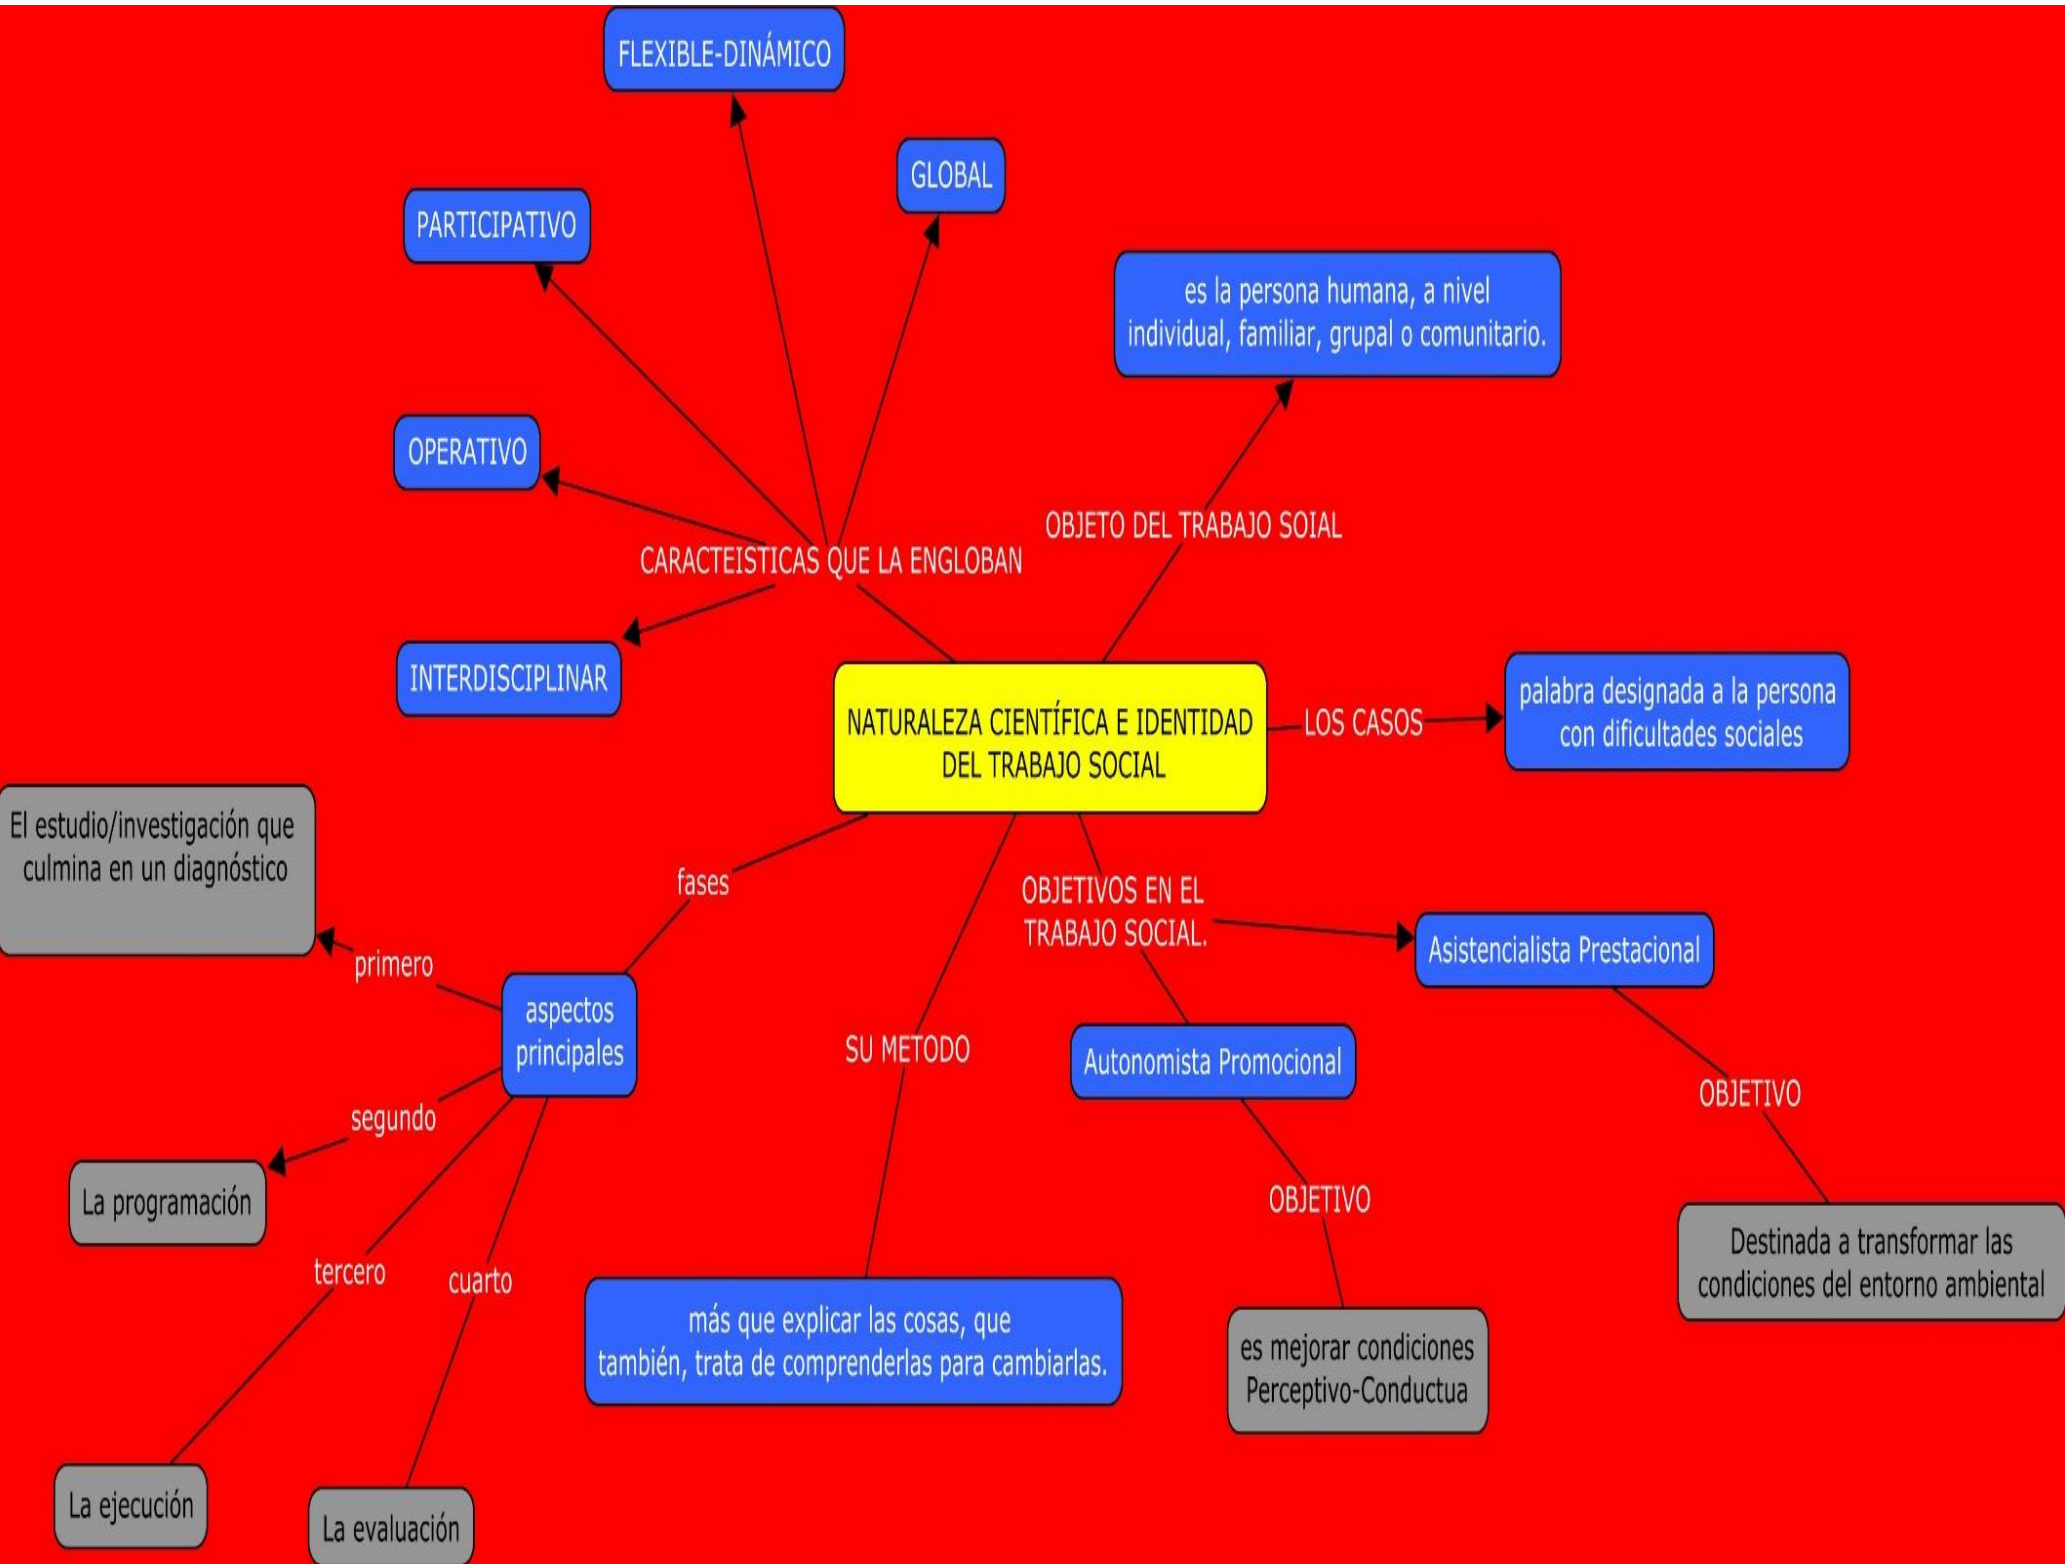 FLEXIBLE-DINÁMICO
GLOBAL
PARTICIPATIVO
es la persona humana, a nivel
individual, familiar, grupal o comunitario.
OPERATIVO
OBJETO DEL TRABAJO SOIAL
CARACTEISTICAS QUE LA ENGLOBAN
INTERDISCIPLINAR
NATURALEZA CIENTÍFICA E IDENTIDAD
DEL TRABAJO SOCIAL
LOS CASOS
palabra designada a la persona
con dificultades sociales
El estudio/investigación que
culmina en un diagnóstico
fases
OBJETIVOS EN EL
TRABAJO SOCIAL.
Asistencialista Prestacional
primero
aspectos
principales
SU METODO
Autonomista Promocional
OBJETIVO
segundo
La programación
OBJETIVO
Destinada a transformar las
condiciones del entorno ambiental
tercero
cuarto
más que explicar las cosas, que
también, trata de comprenderlas para cambiarlas.
es mejorar condiciones
Perceptivo-Conductua
La ejecución
La evaluación